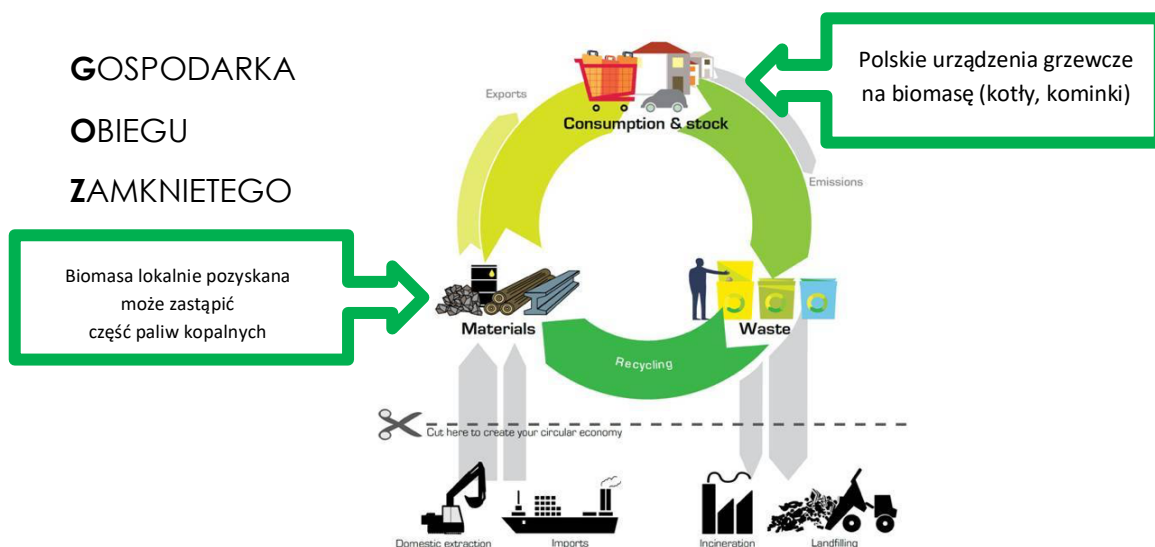 GOSPODARKA
OBIEGU
ZAMKNIETEGO
Polskie urządzenia grzewcze
na biomasę (kotły, kominki)
Exports
Consumption & stock
Emissions
Biomasa lokalnie pozyskana
może zastąpić
część paliw kopalnych
Materials
Waste
Recycling
Cut here to create your circular economy
Domestic extraction
Imports
Incineration
Landfilling